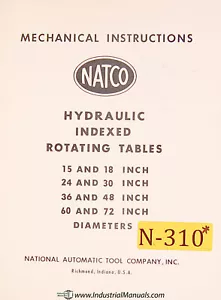 MECHANICAL INSTRUCTIONS
NATCO
HYDRAULIC
INDEXED
ROTATING TABLES
15 AND 18 INCH
24 AND 30 INCH
36 AND 48 INCH
60 AND 72 INCH
DIAMETERS
N-310*
NATIONAL AUTOMATIC TOOL COMPANY, INC.
Richmond, Indiana, U.S.A.
© www.IndustrialManuals.com